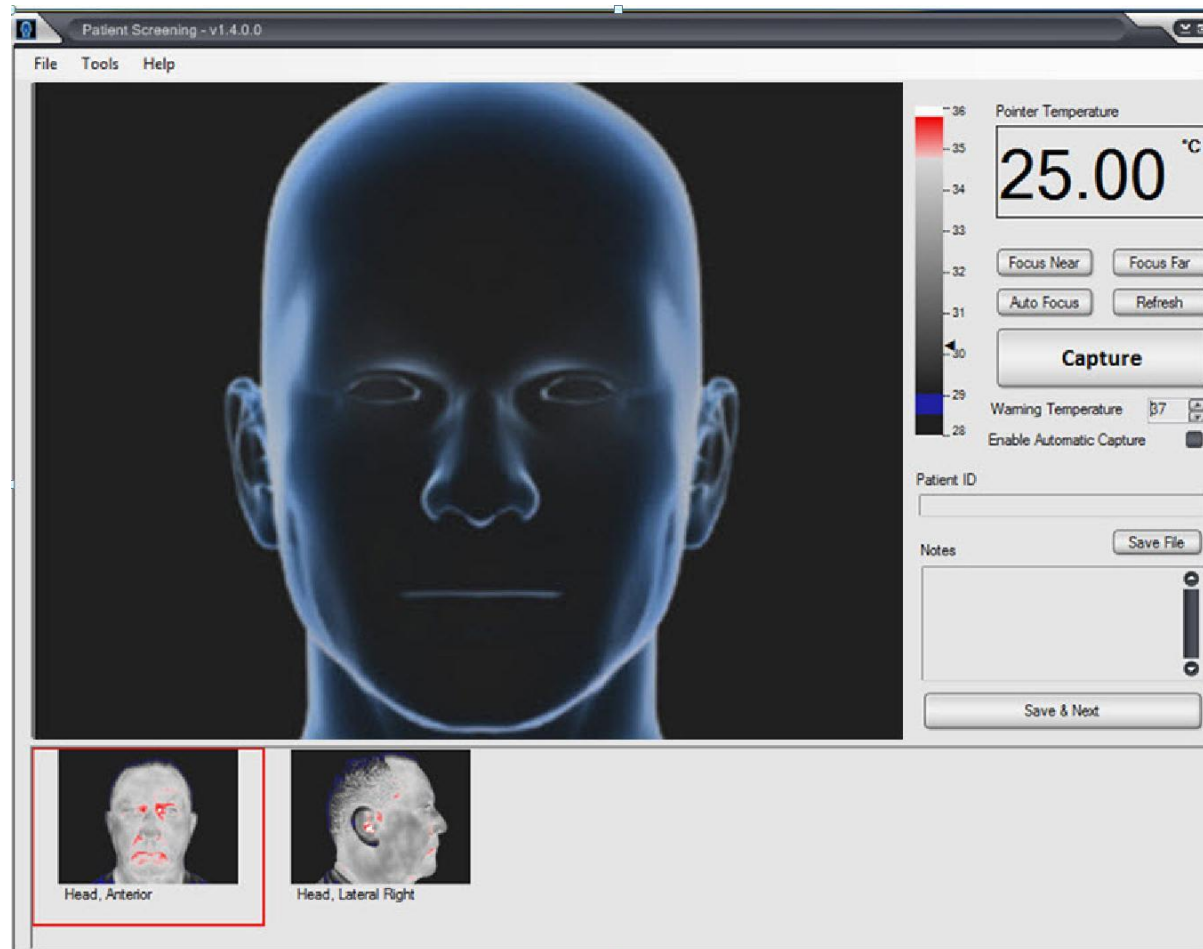 Patient Screening - v1.4.0.0
File Tools Help
36
35
34
33
32
31
30
29
28
Pointer Temperature
25.00 °C
Focus Near Focus Far
Auto Focus Refresh
Capture
Warning Temperature 37
Enable Automatic Capture
Patient ID
Save File
Notes
Save & Next
Head, Anterior
Head, Lateral Right